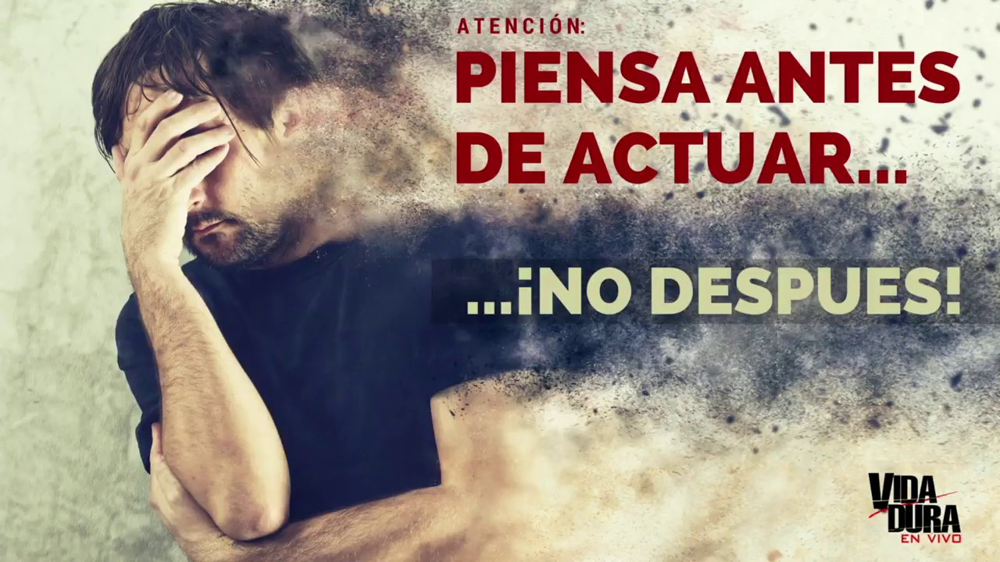 ATENCIÓN:
PIENSA ANTES
DE ACTUAR...
...¡NO DESPUES!
VIDA
DURA
EN VIVO